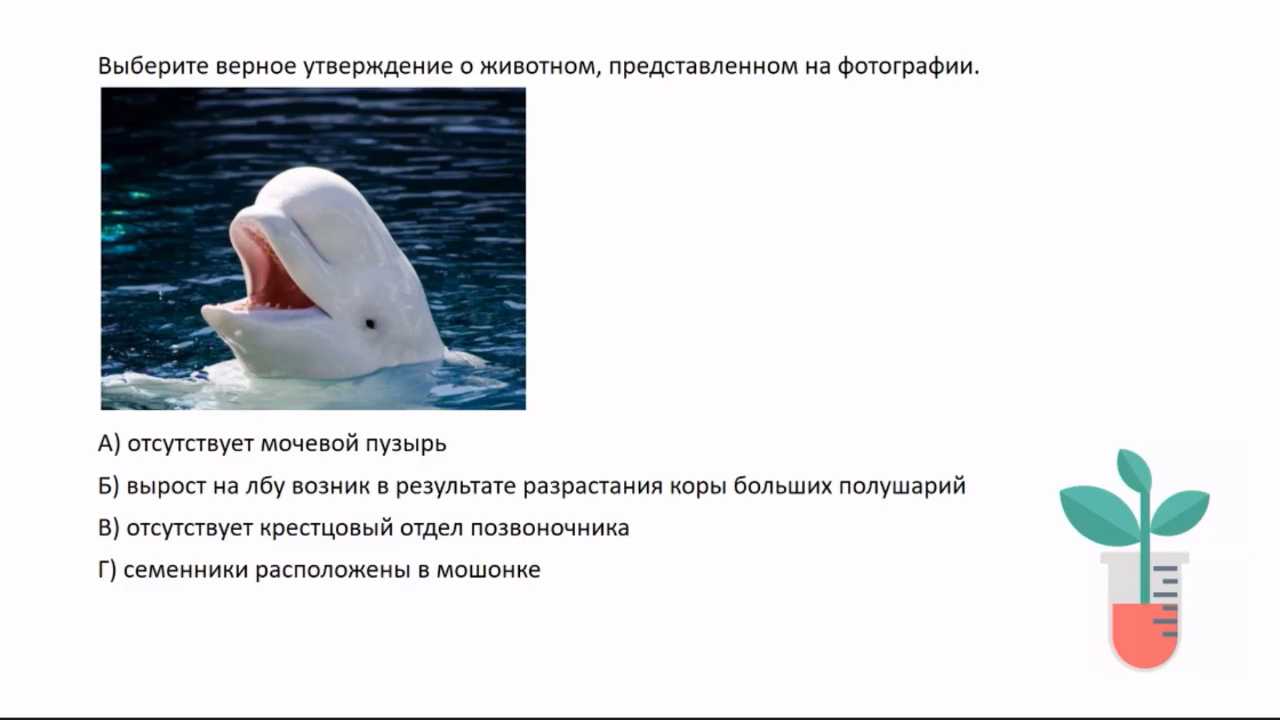 Выберите верное утверждение о животном, представленном на фотографии.
А) отсутствует мочевой пузырь
Б) вырост на лбу возник в результате разрастания коры больших полушарий
В) отсутствует крестцовый отдел позвоночника
Г) семенники расположены в мошонке